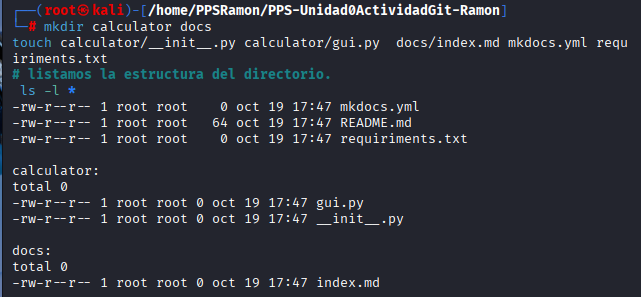 ┌──(root㉿kali)-[/home/PPSRamon/PPS-Unidad0ActividadGit-Ramon]
└─# mkdir calculator docs
touch calculator/__init__.py calculator/gui.py  docs/index.md mkdocs.yml requ
iriments.txt
# listamos la estructura del directorio.
 ls -l *
-rw-r--r-- 1 root root    0 oct 19 17:47 mkdocs.yml
-rw-r--r-- 1 root root   64 oct 19 17:47 README.md
-rw-r--r-- 1 root root    0 oct 19 17:47 requiriments.txt

calculator:
total 0
-rw-r--r-- 1 root root 0 oct 19 17:47 gui.py
-rw-r--r-- 1 root root 0 oct 19 17:47 __init__.py

docs:
total 0
-rw-r--r-- 1 root root 0 oct 19 17:47 index.md